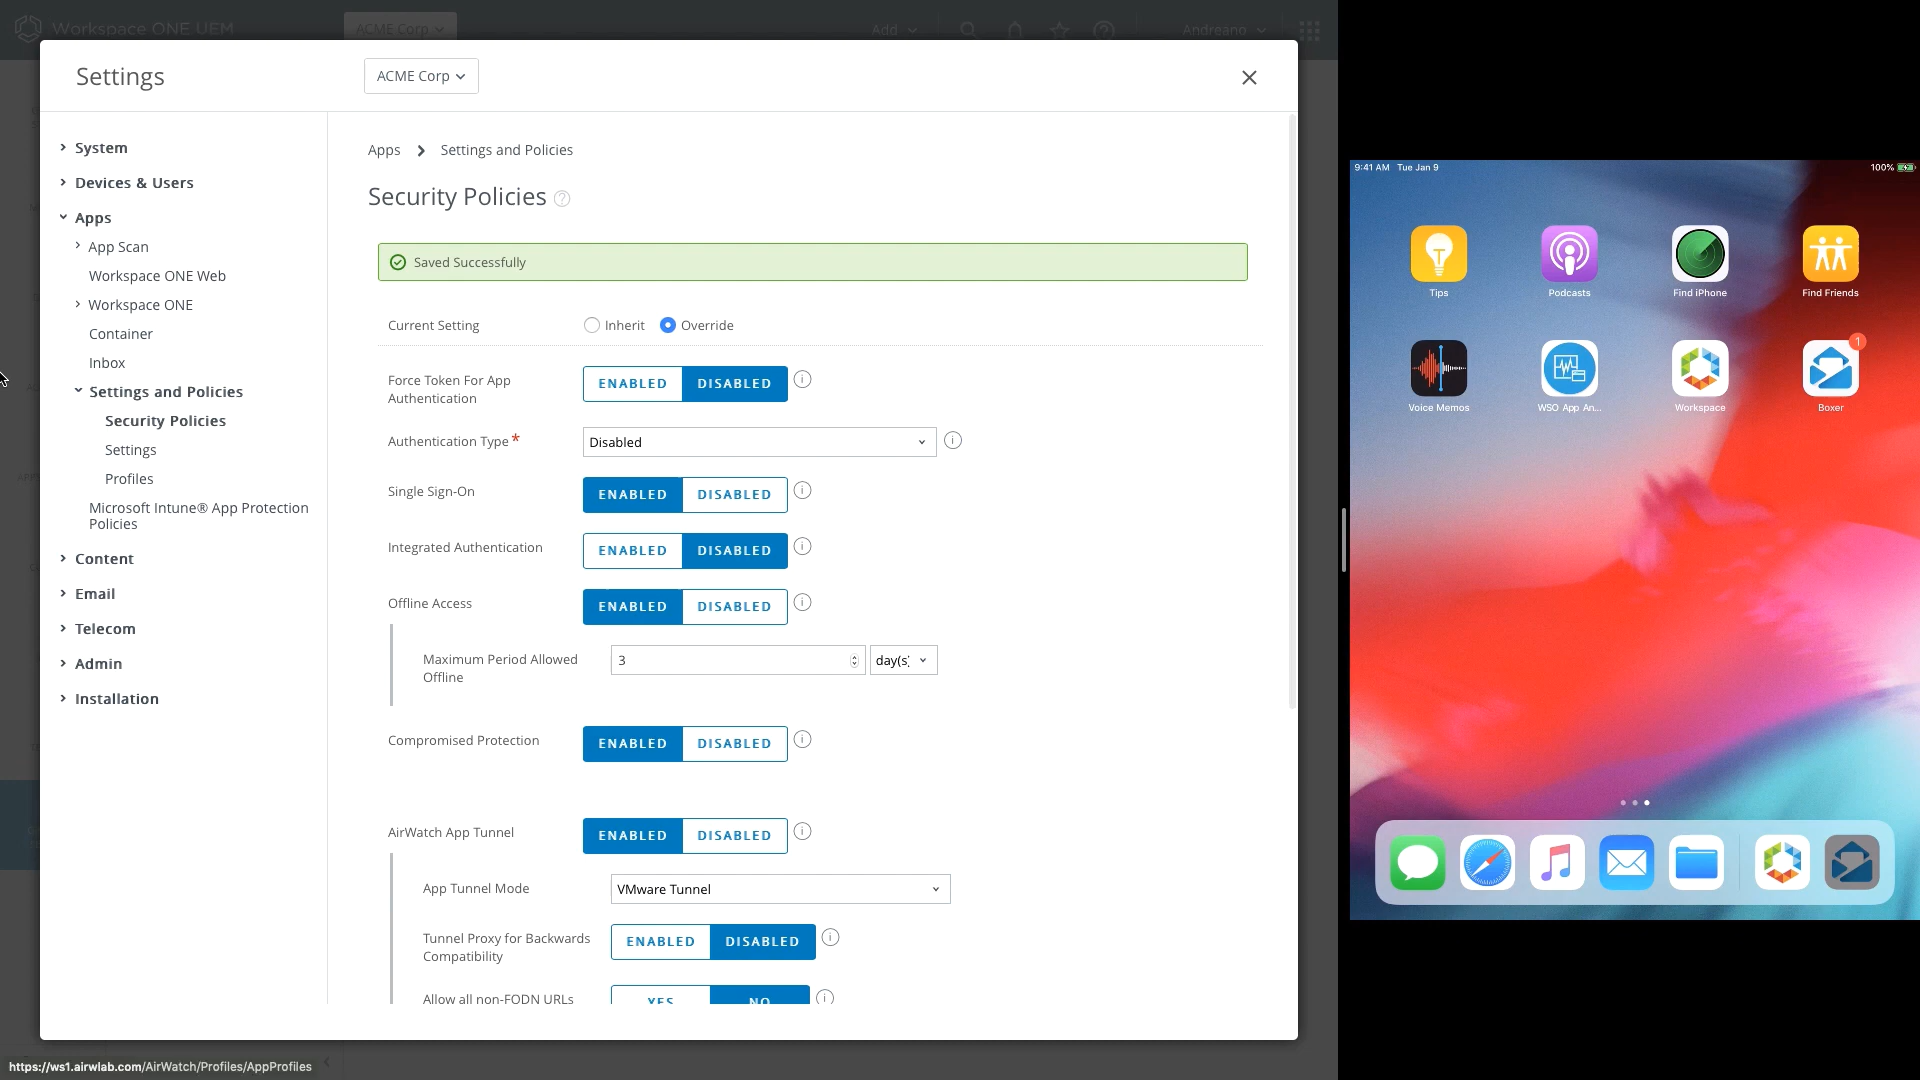 Workspace ONE UEM
ACME Corp
Add
Andreano
Settings
ACME Corp
System
Devices & Users
Apps
App Scan
Workspace ONE Web
Workspace ONE
Container
Inbox
Settings and Policies
Security Policies
Settings
Profiles
Microsoft Intune® App Protection
Policies
Content
Email
Telecom
Admin
Installation
Apps Settings and Policies
Security Policies
Saved Successfully
Current Setting Inherit Override
Force Token For App
Authentication
ENABLED DISABLED
Authentication Type* Disabled
Single Sign-On ENABLED DISABLED
Integrated Authentication ENABLED DISABLED
Offline Access ENABLED DISABLED
Maximum Period Allowed
Offline
3 day(s)
Compromised Protection ENABLED DISABLED
AirWatch App Tunnel ENABLED DISABLED
App Tunnel Mode VMware Tunnel
Tunnel Proxy for Backwards
Compatibility
ENABLED DISABLED
Allow all non-FQDN URLs YES NO
https://ws1.airwlab.com/AirWatch/Profiles/AppProfiles
9:41 AM Tue Jan 9 100%
T
Tips Podcasts Find iPhone Find Friends
1
Voice Memos WSO App An... Workspace Boxer